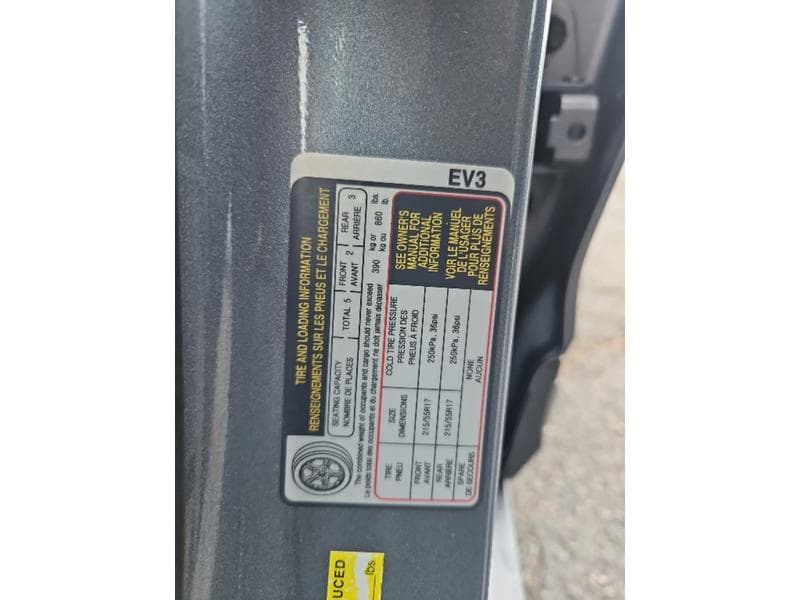 EV3
TIRE AND LOADING INFORMATION
RENSEIGNEMENTS SUR LES PNEUS ET LE CHARGEMENT
SEATING CAPACITY TOTAL 5 FRONT 2 REAR 3
NOMBRE DE PLACES AVANT ARRIÈRE
The combined weight of occupants and cargo should never exceed 390 kg or 860 lbs.
Le poids total des occupants et du chargement ne doit jamais dépasser kg ou lb.
TIRE SIZE COLD TIRE PRESSURE
PNEU DIMENSIONS PRESSION DES
PNEUS À FROID
FRONT 215/55R17 250kPa, 36psi
AVANT
REAR 215/55R17 250kPa, 36psi
ARRIÈRE
SPARE NONE
DE SECOURS AUCUN
SEE OWNER'S
MANUAL FOR
ADDITIONAL
INFORMATION
VOIR LE MANUEL
DE L'USAGER
POUR PLUS DE
RENSEIGNEMENTS
UCED
lbs